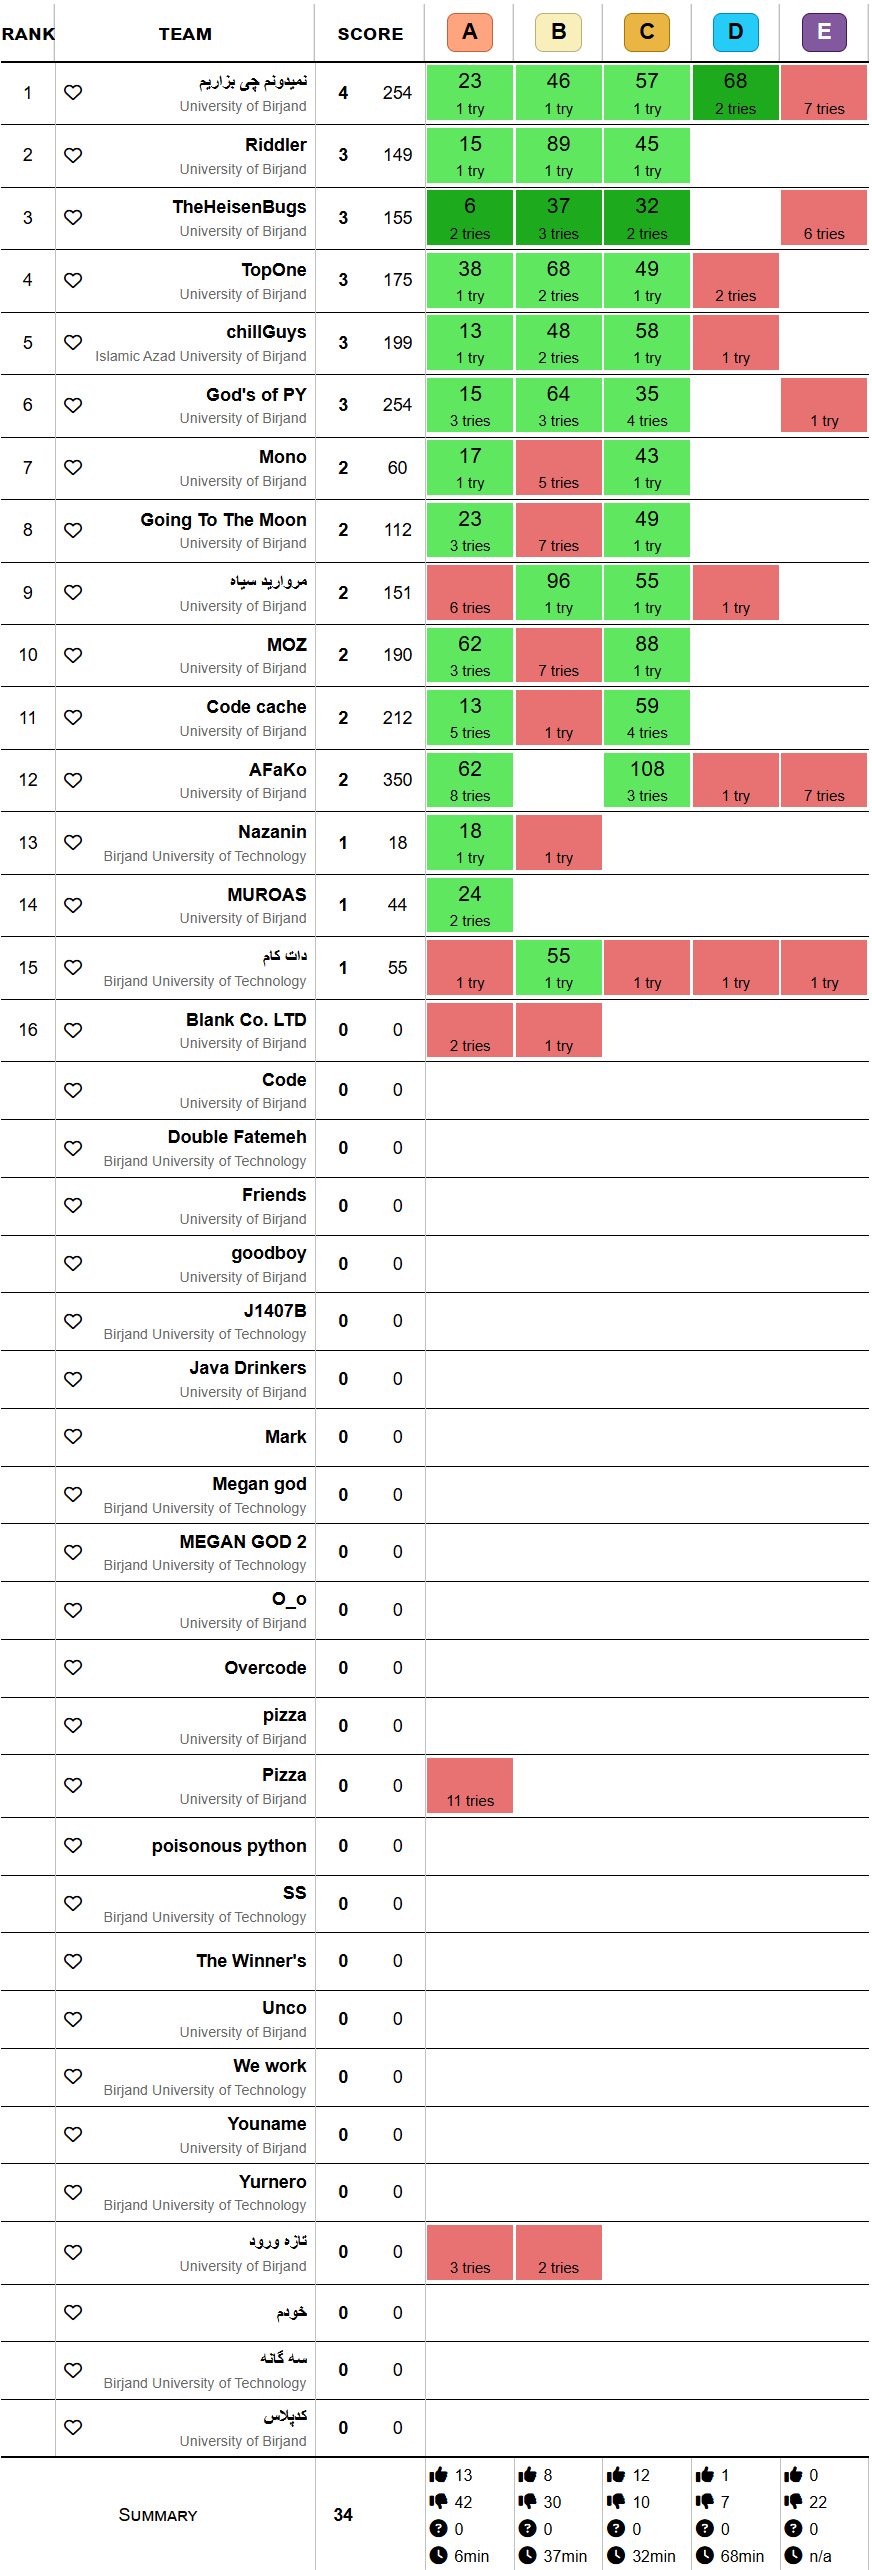 RANK TEAM SCORE A B C D E
1 نمیدونم چی بزاریم 4 254 23 46 57 68
University of Birjand 1 try 1 try 1 try 2 tries 7 tries
2 Riddler 3 149 15 89 45
University of Birjand 1 try 1 try 1 try
3 TheHeisenBugs 3 155 6 37 32
University of Birjand 2 tries 3 tries 2 tries 6 tries
4 TopOne 3 175 38 68 49
University of Birjand 1 try 2 tries 1 try 2 tries
5 chillGuys 3 199 13 48 58
Islamic Azad University of Birjand 1 try 2 tries 1 try 1 try
6 God's of PY 3 254 15 64 35
University of Birjand 3 tries 3 tries 4 tries 1 try
7 Mono 2 60 17 43
University of Birjand 1 try 5 tries 1 try
8 Going To The Moon 2 112 23 49
University of Birjand 3 tries 7 tries 1 try
9 مروارید سیاه 2 151 96 55
University of Birjand 6 tries 1 try 1 try 1 try
10 MOZ 2 190 62 88
University of Birjand 3 tries 7 tries 1 try
11 Code cache 2 212 13 59
University of Birjand 5 tries 1 try 4 tries
12 AFaKo 2 350 62 108
University of Birjand 8 tries 3 tries 1 try 7 tries
13 Nazanin 1 18 18
Birjand University of Technology 1 try 1 try
14 MUROAS 1 44 24
University of Birjand 2 tries
15 دات کام 1 55 55
Birjand University of Technology 1 try 1 try 1 try 1 try 1 try
16 Blank Co. LTD 0 0
University of Birjand 2 tries 1 try
Code 0 0
University of Birjand
Double Fatemeh 0 0
Birjand University of Technology
Friends 0 0
University of Birjand
goodboy 0 0
University of Birjand
J1407B 0 0
Birjand University of Technology
Java Drinkers 0 0
University of Birjand
Mark 0 0
Megan god 0 0
Birjand University of Technology
MEGAN GOD 2 0 0
Birjand University of Technology
O_o 0 0
University of Birjand
Overcode 0 0
pizza 0 0
University of Birjand
Pizza 0 0
University of Birjand 11 tries
poisonous python 0 0
SS 0 0
Birjand University of Technology
The Winner's 0 0
Unco 0 0
University of Birjand
We work 0 0
Birjand University of Technology
Youname 0 0
University of Birjand
Yurnero 0 0
Birjand University of Technology
تازه ورود 0 0
University of Birjand 3 tries 2 tries
خودم 0 0
سه گانه 0 0
Birjand University of Technology
کدپلاس 0 0
University of Birjand
13 8 12 1 0
42 30 10 7 22
SUMMARY 34
0 0 0 0 0
6min 37min 32min 68min n/a